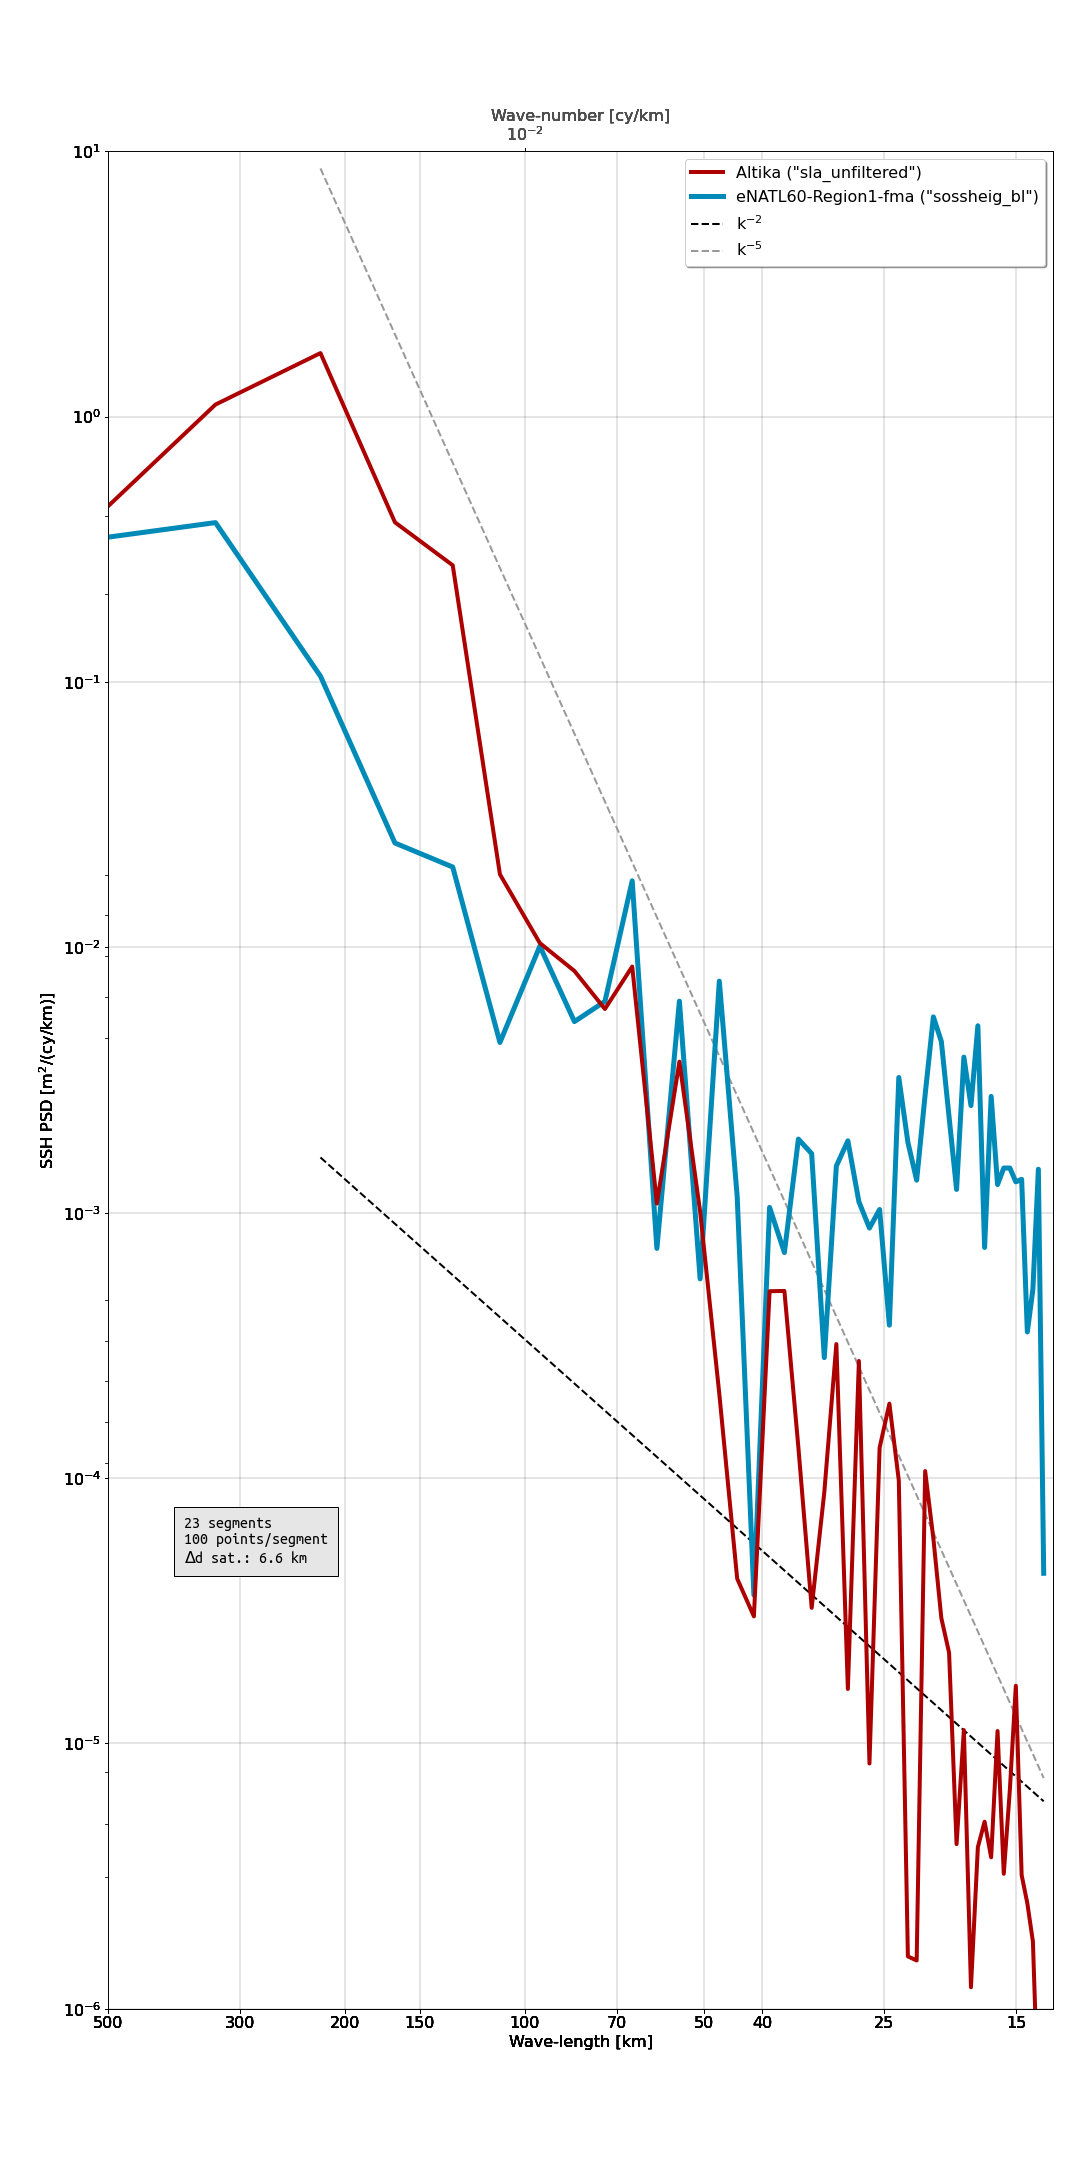 Wave-number [cy/km]
10⁻²
10¹
10⁰
10⁻¹
10⁻²
10⁻³
10⁻⁴
10⁻⁵
10⁻⁶
SSH PSD [m²/(cy/km)]
Altika ("sla_unfiltered")
eNATL60-Region1-fma ("sossheig_bl")
k⁻²
k⁻⁵
23 segments
100 points/segment
Δd sat.: 6.6 km
500 300 200 150 100 70 50 40 25 15
Wave-length [km]